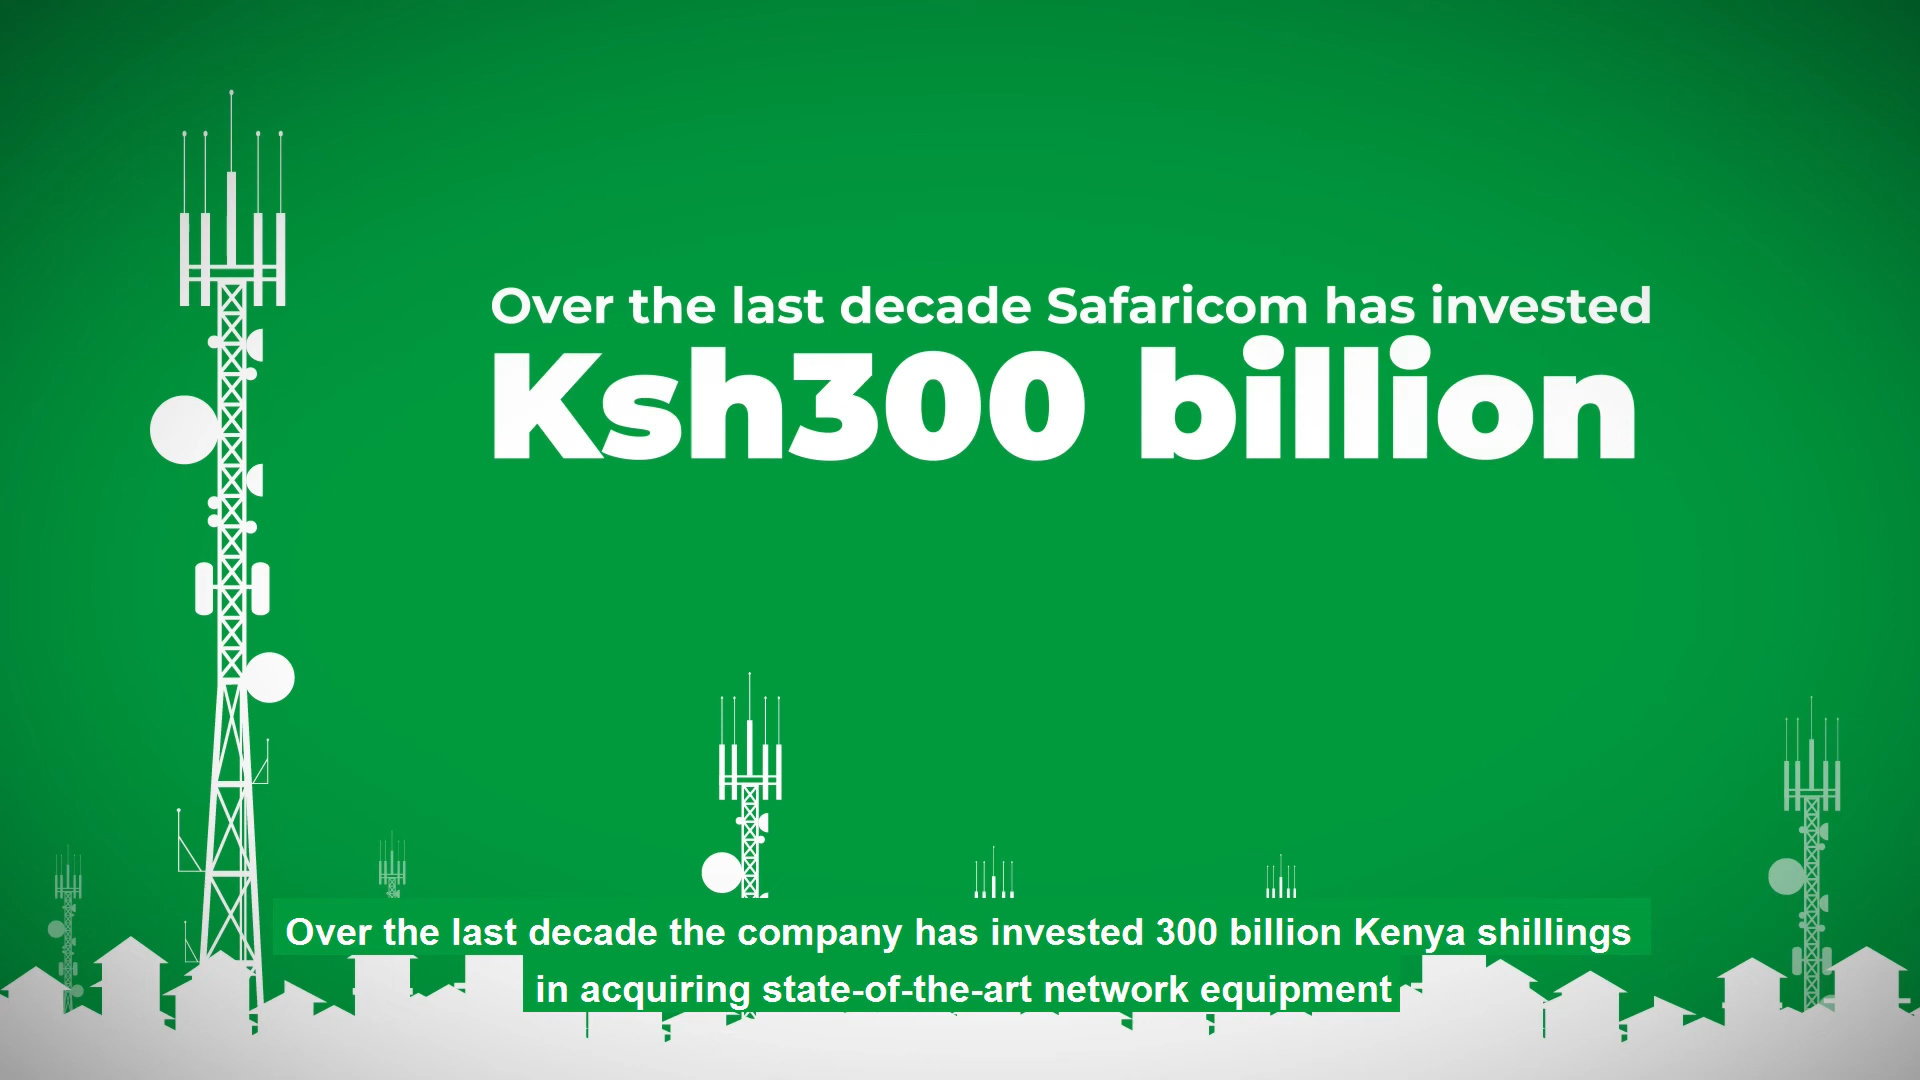 Over the last decade Safaricom has invested
Ksh300 billion
Over the last decade the company has invested 300 billion Kenya shillings
in acquiring state-of-the-art network equipment